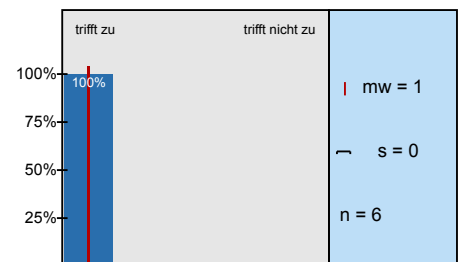 trifft zu trifft nicht zu
100%
100%
mw = 1
75%
s = 0
50%
n = 6
25%